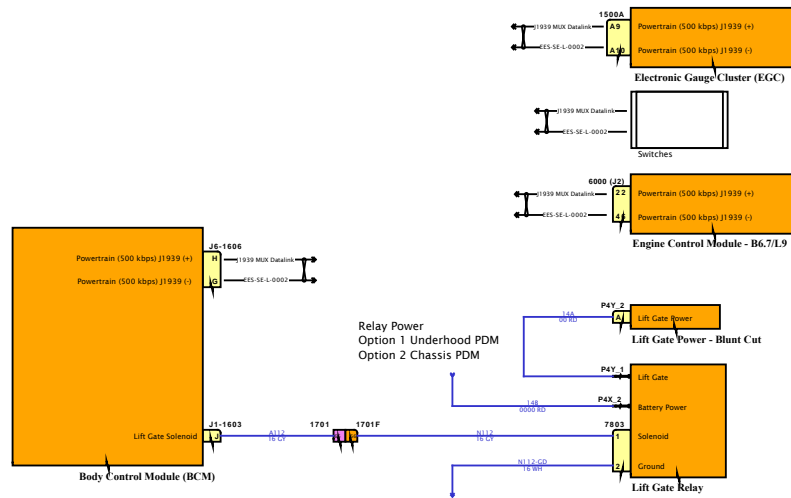 1500A
J1939 MUX Datalink
A9
Powertrain (500 kbps) J1939 (+)
EES-SE-L-0002
A10
Powertrain (500 kbps) J1939 (-)
Electronic Gauge Cluster (EGC)
J1939 MUX Datalink
EES-SE-L-0002
Switches
6000 (J2)
J1939 MUX Datalink
22
Powertrain (500 kbps) J1939 (+)
EES-SE-L-0002
Powertrain (500 kbps) J1939 (-)
Engine Control Module - B6.7/L9
J6-1606
Powertrain (500 kbps) J1939 (+)
H
J1939 MUX Datalink
Powertrain (500 kbps) J1939 (-)
G
EES-SE-L-0002
P4Y_2
14A
00 RD
A
Lift Gate Power
Lift Gate Power - Blunt Cut
Relay Power
Option 1 Underhood PDM
Option 2 Chassis PDM
P4Y_1
Lift Gate
P4X_2
14B
0000 RD
Battery Power
J1-1603
Lift Gate Solenoid
J
A112
16 GY
1701
1701F
N112
16 GY
7803
1
Solenoid
N112-GD
16 WH
2
Ground
Body Control Module (BCM)
Lift Gate Relay